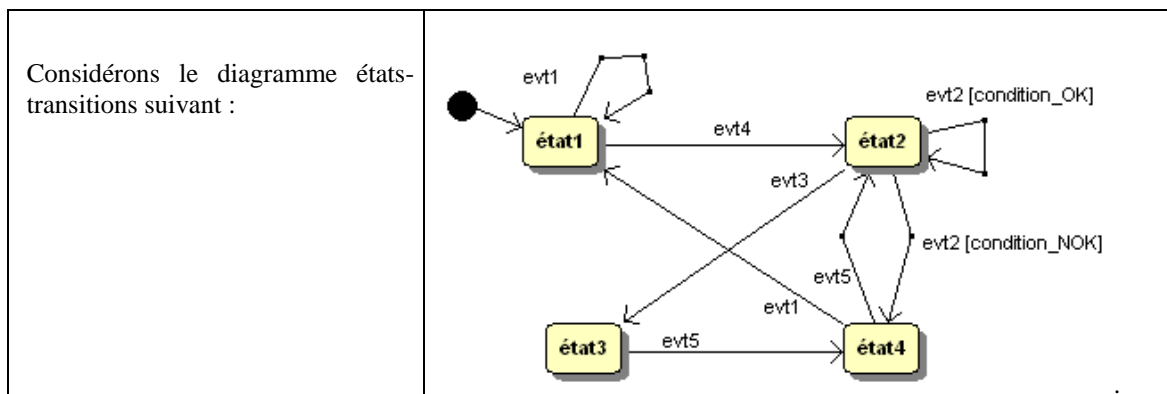 Considérons le diagramme états-
transitions suivant :
evt1
evt2 [condition_OK]
état1
evt4
état2
evt3
evt2 [condition_NOK]
evt5
evt1
état3
evt5
état4
.